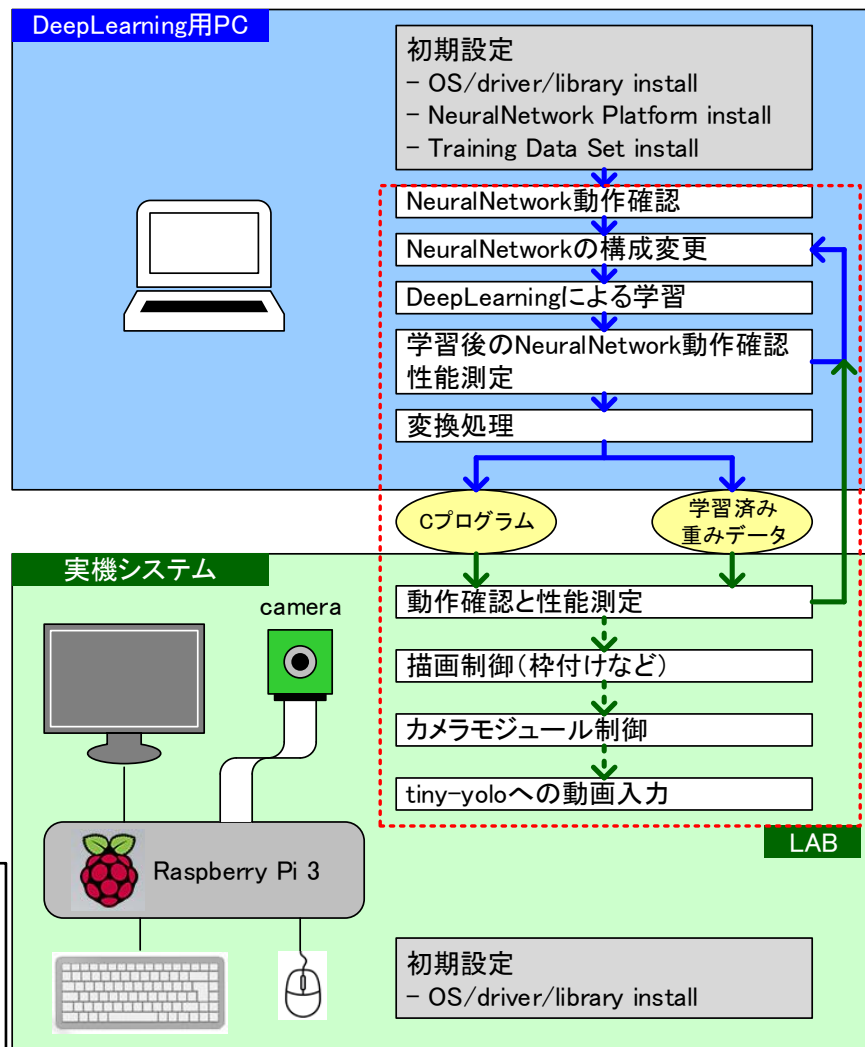 DeepLearning用PC
初期設定
- OS/driver/library install
- NeuralNetwork Platform install
- Training Data Set install
NeuralNetwork動作確認
NeuralNetworkの構成変更
DeepLearningによる学習
学習後のNeuralNetwork動作確認
性能測定
変換処理
Cプログラム
学習済み
重みデータ
実機システム
camera
動作確認と性能測定
描画制御(枠付けなど)
カメラモジュール制御
tiny-yoloへの動画入力
LAB
Raspberry Pi 3
初期設定
- OS/driver/library install